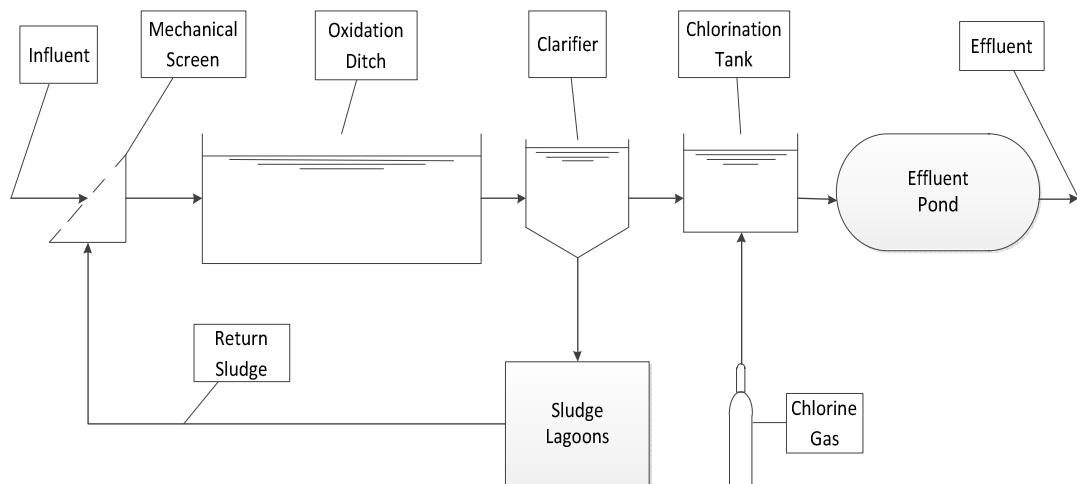 Influent
Mechanical
Screen
Oxidation
Ditch
Clarifier
Chlorination
Tank
Effluent
Effluent
Pond
Return
Sludge
Sludge
Lagoons
Chlorine
Gas